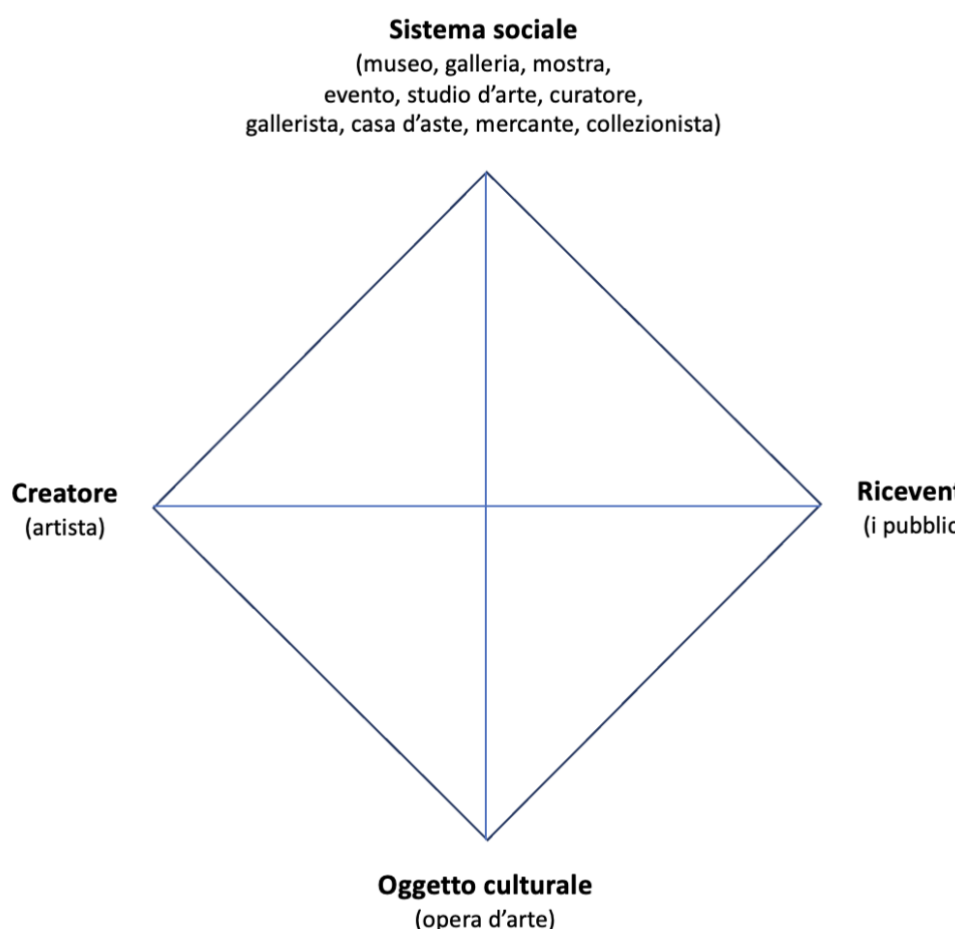 Sistema sociale
(museo, galleria, mostra,
evento, studio d'arte, curatore,
gallerista, casa d'aste, mercante, collezionista)
Creatore
(artista)
(i
Oggetto culturale
(opera d'arte)